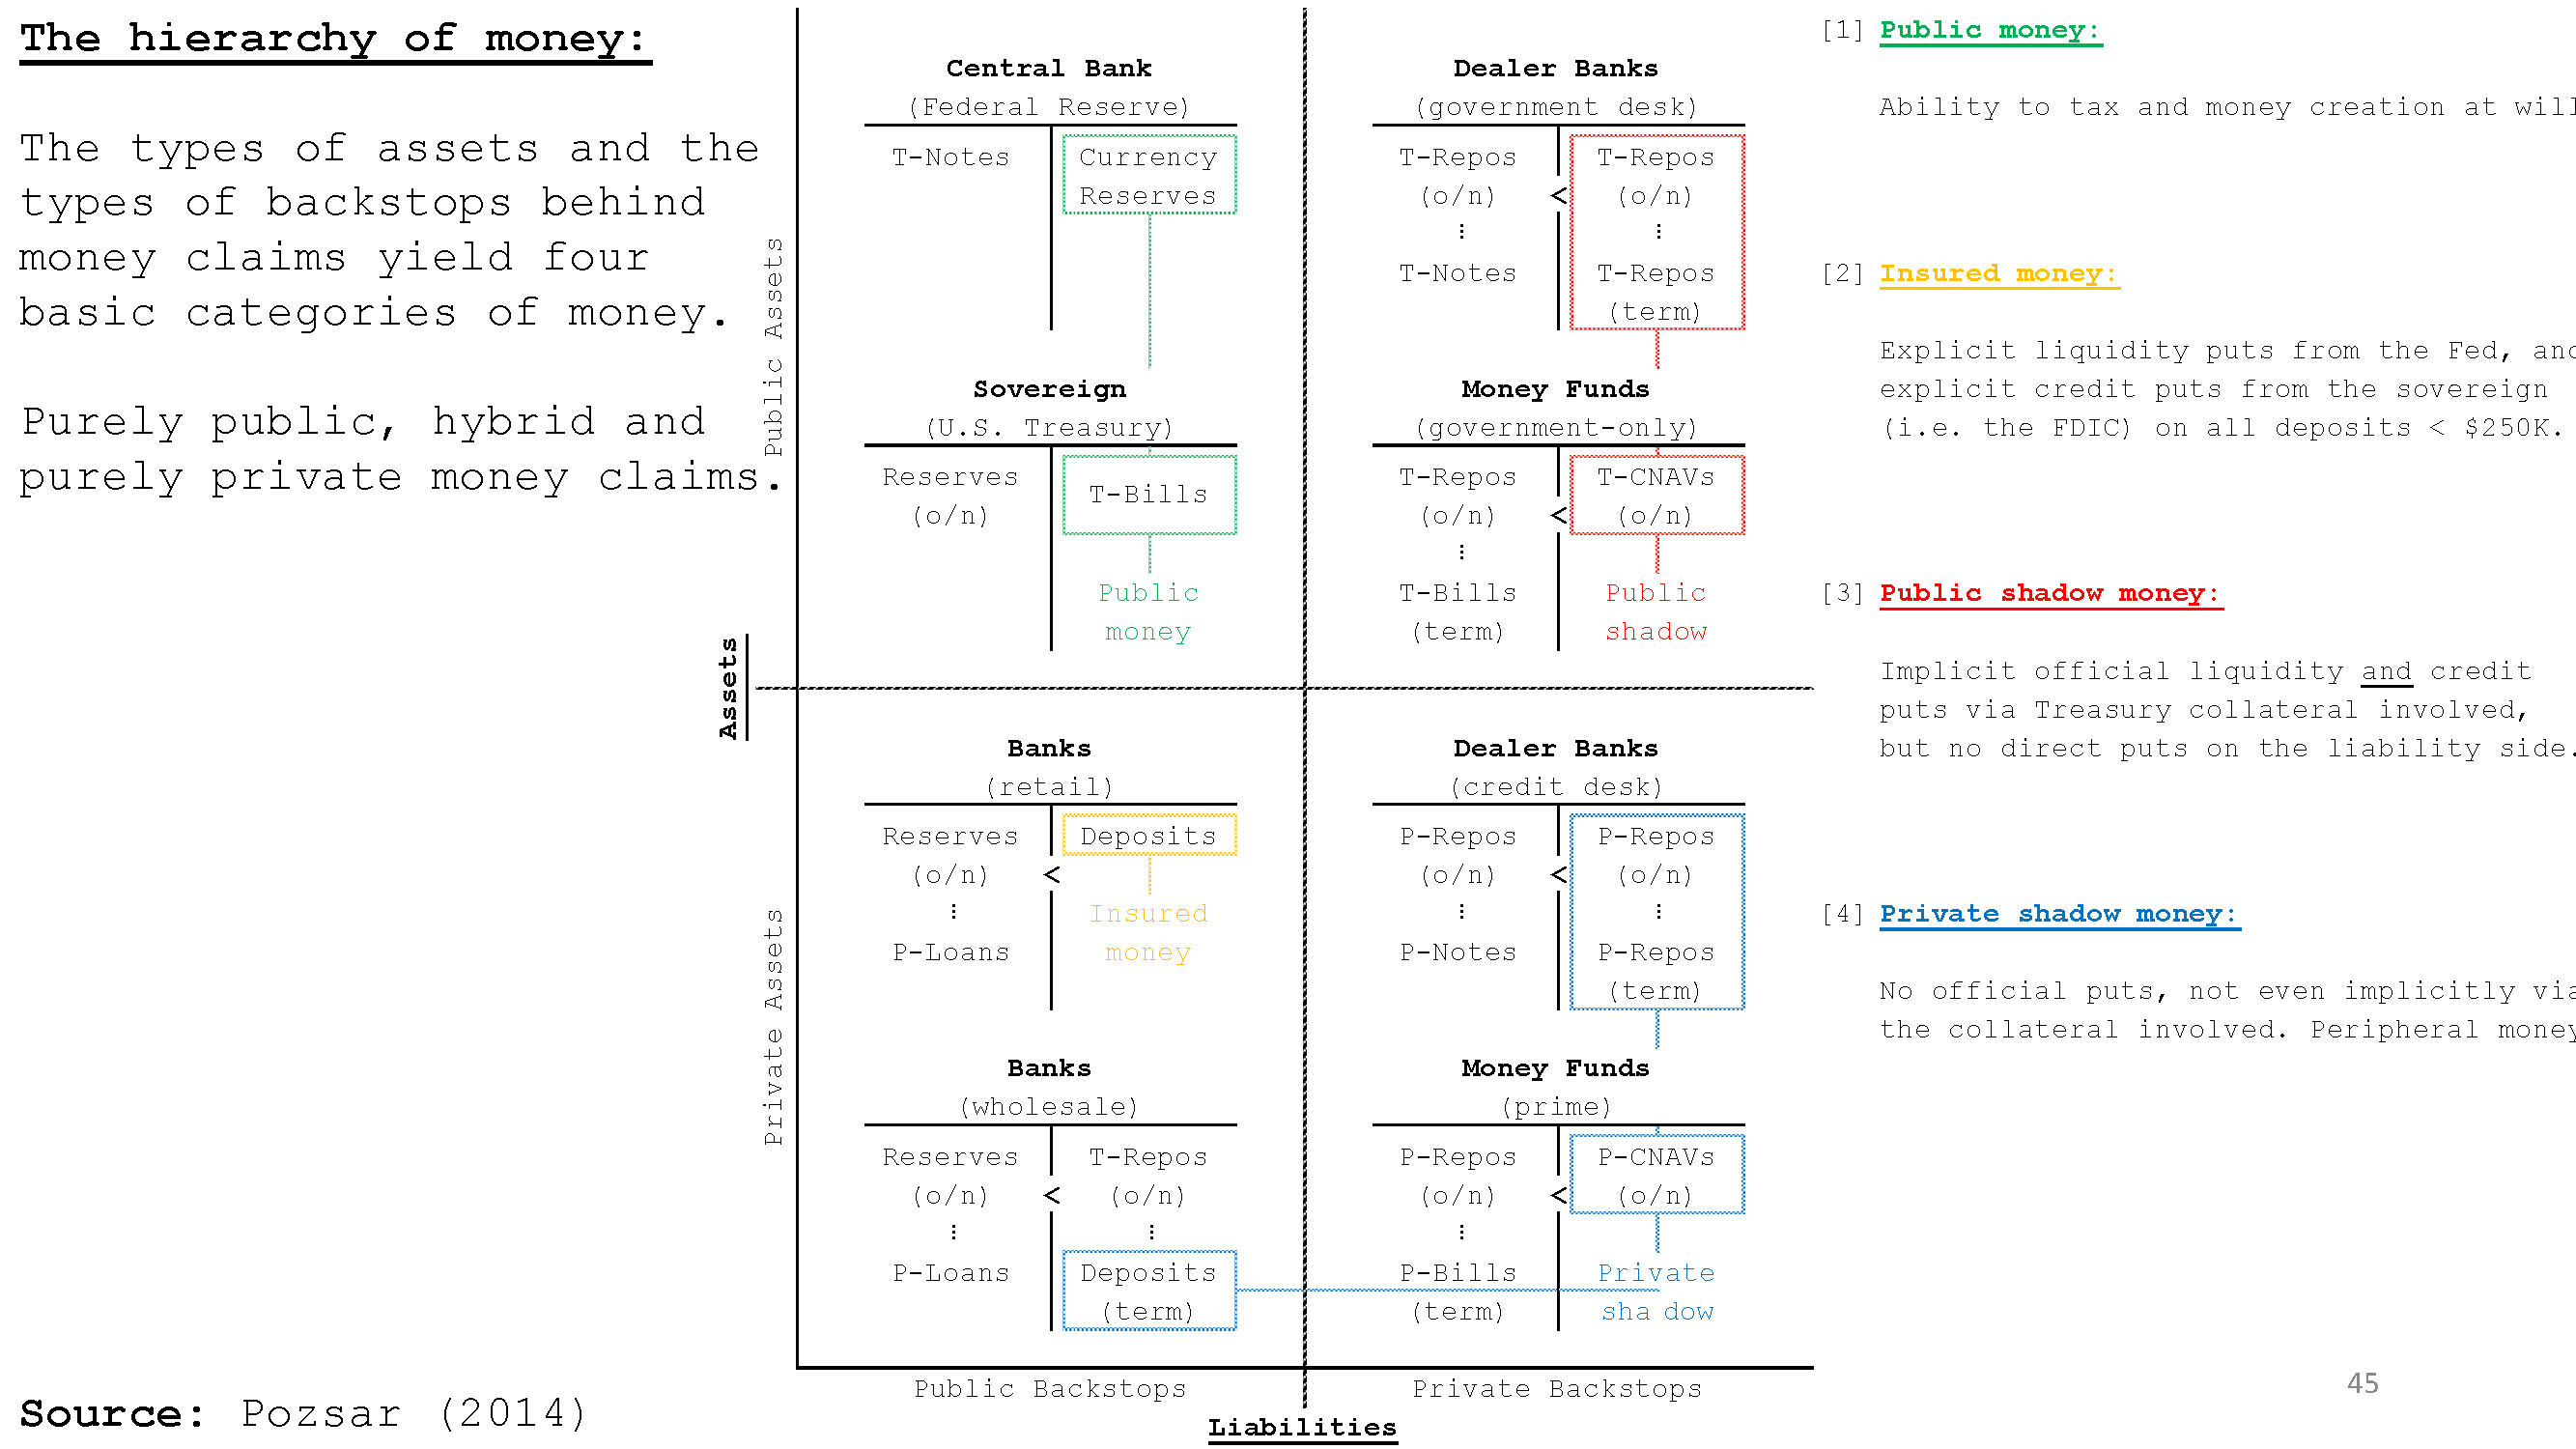 The hierarchy of money:
The types of assets and the
types of backstops behind
money claims yield four
basic categories of money.
Purely public, hybrid and
purely private money claims.
Source: Pozsar (2014)
Assets
Public Assets
Private Assets
Central Bank
(Federal Reserve)
T-Notes Currency
Reserves
Sovereign
(U.S. Treasury)
Reserves T-Bills
(o/n)
Public
money
Dealer Banks
(government desk)
T-Repos T-Repos
(o/n) < (o/n)
⋮ ⋮
T-Notes T-Repos
(term)
Money Funds
(government-only)
T-Repos T-CNAVs
(o/n) < (o/n)
⋮
T-Bills Public
(term) shadow
Banks
(retail)
Reserves Deposits
(o/n) <
⋮ Insured
P-Loans money
Banks
(wholesale)
Reserves T-Repos
(o/n) < (o/n)
⋮ ⋮
P-Loans Deposits
(term)
Dealer Banks
(credit desk)
P-Repos P-Repos
(o/n) < (o/n)
⋮ ⋮
P-Notes P-Repos
(term)
Money Funds
(prime)
P-Repos P-CNAVs
(o/n) < (o/n)
⋮
P-Bills Private
(term) sha dow
Public Backstops Private Backstops
Liabilities
[1] Public money:
Ability to tax and money creation at will
[2] Insured money:
Explicit liquidity puts from the Fed, and
explicit credit puts from the sovereign
(i.e. the FDIC) on all deposits < $250K.
[3] Public shadow money:
Implicit official liquidity and credit
puts via Treasury collateral involved,
but no direct puts on the liability side.
[4] Private shadow money:
No official puts, not even implicitly via
the collateral involved. Peripheral money
45